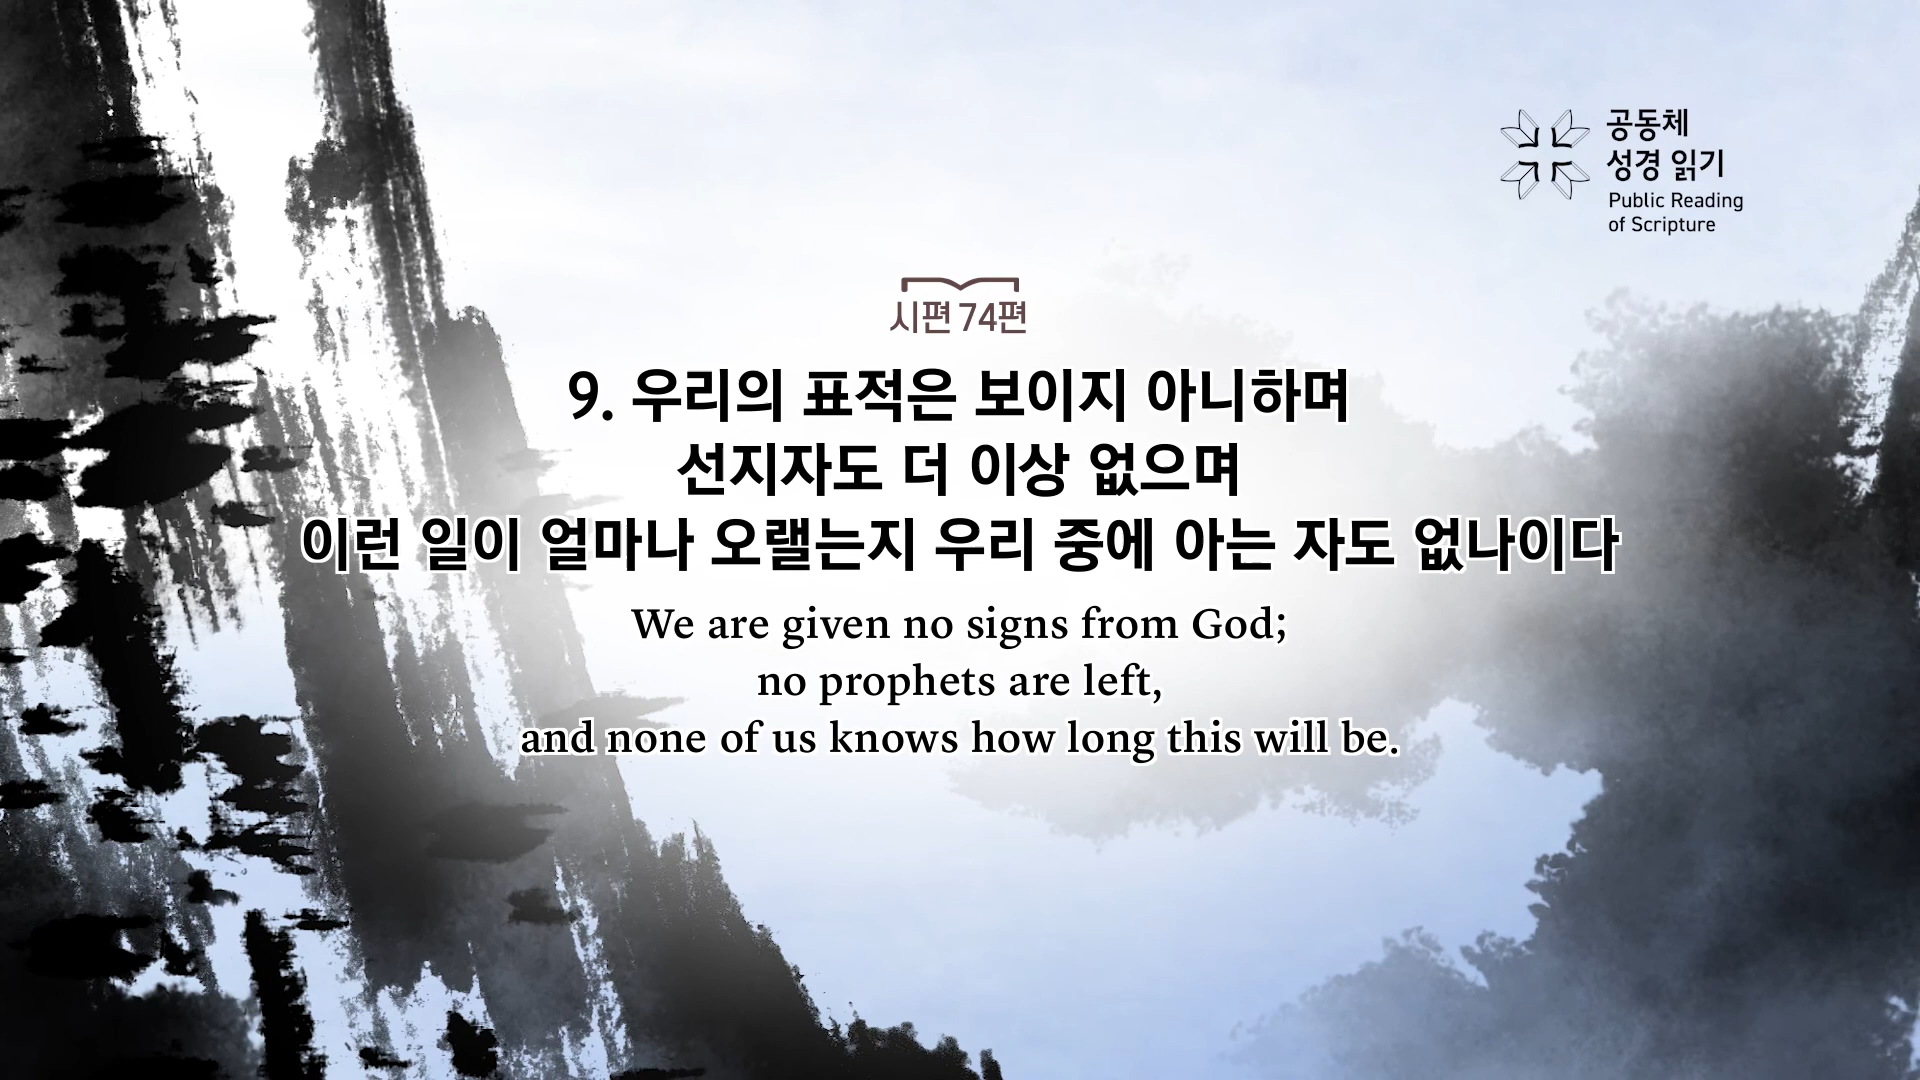 공동체
성경 읽기
Public Reading
of Scripture
시편 74편
9. 우리의 표적은 보이지 아니하며
선지자도 더 이상 없으며
이런 일이 얼마나 오랠는지 우리 중에 아는 자도 없나이다
We are given no signs from God;
no prophets are left,
and none of us knows how long this will be.